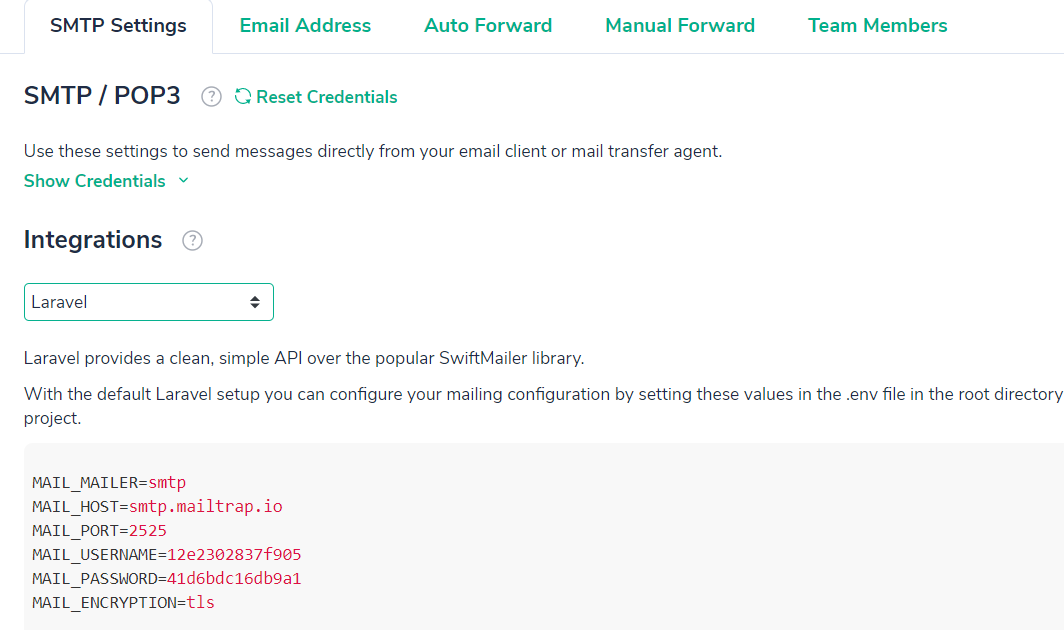 SMTP Settings Email Address Auto Forward Manual Forward Team Members
SMTP / POP3 ? Reset Credentials
Use these settings to send messages directly from your email client or mail transfer agent.
Show Credentials
Integrations ?
Laravel
Laravel provides a clean, simple API over the popular SwiftMailer library.
With the default Laravel setup you can configure your mailing configuration by setting these values in the .env file in the root directory
project.
MAIL_MAILER=smtp
MAIL_HOST=smtp.mailtrap.io
MAIL_PORT=2525
MAIL_USERNAME=12e2302837f905
MAIL_PASSWORD=41d6bdc16db9a1
MAIL_ENCRYPTION=tls